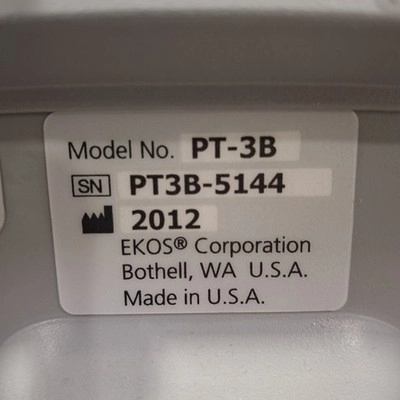 Model No. PT-3B
SN PT3B-5144
2012
EKOS® Corporation
Bothell, WA U.S.A.
Made in U.S.A.